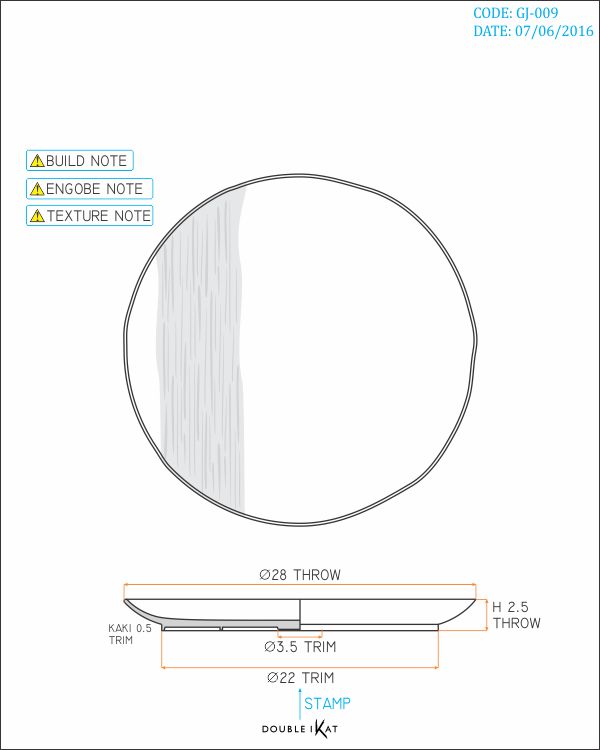 CODE: GJ-009
DATE: 07/06/2016
BUILD NOTE
ENGOBE NOTE
TEXTURE NOTE
Ø28 THROW
H 2.5
THROW
KAKI 0.5
TRIM
Ø3.5 TRIM
Ø22 TRIM
STAMP
DOUBLE IKAT